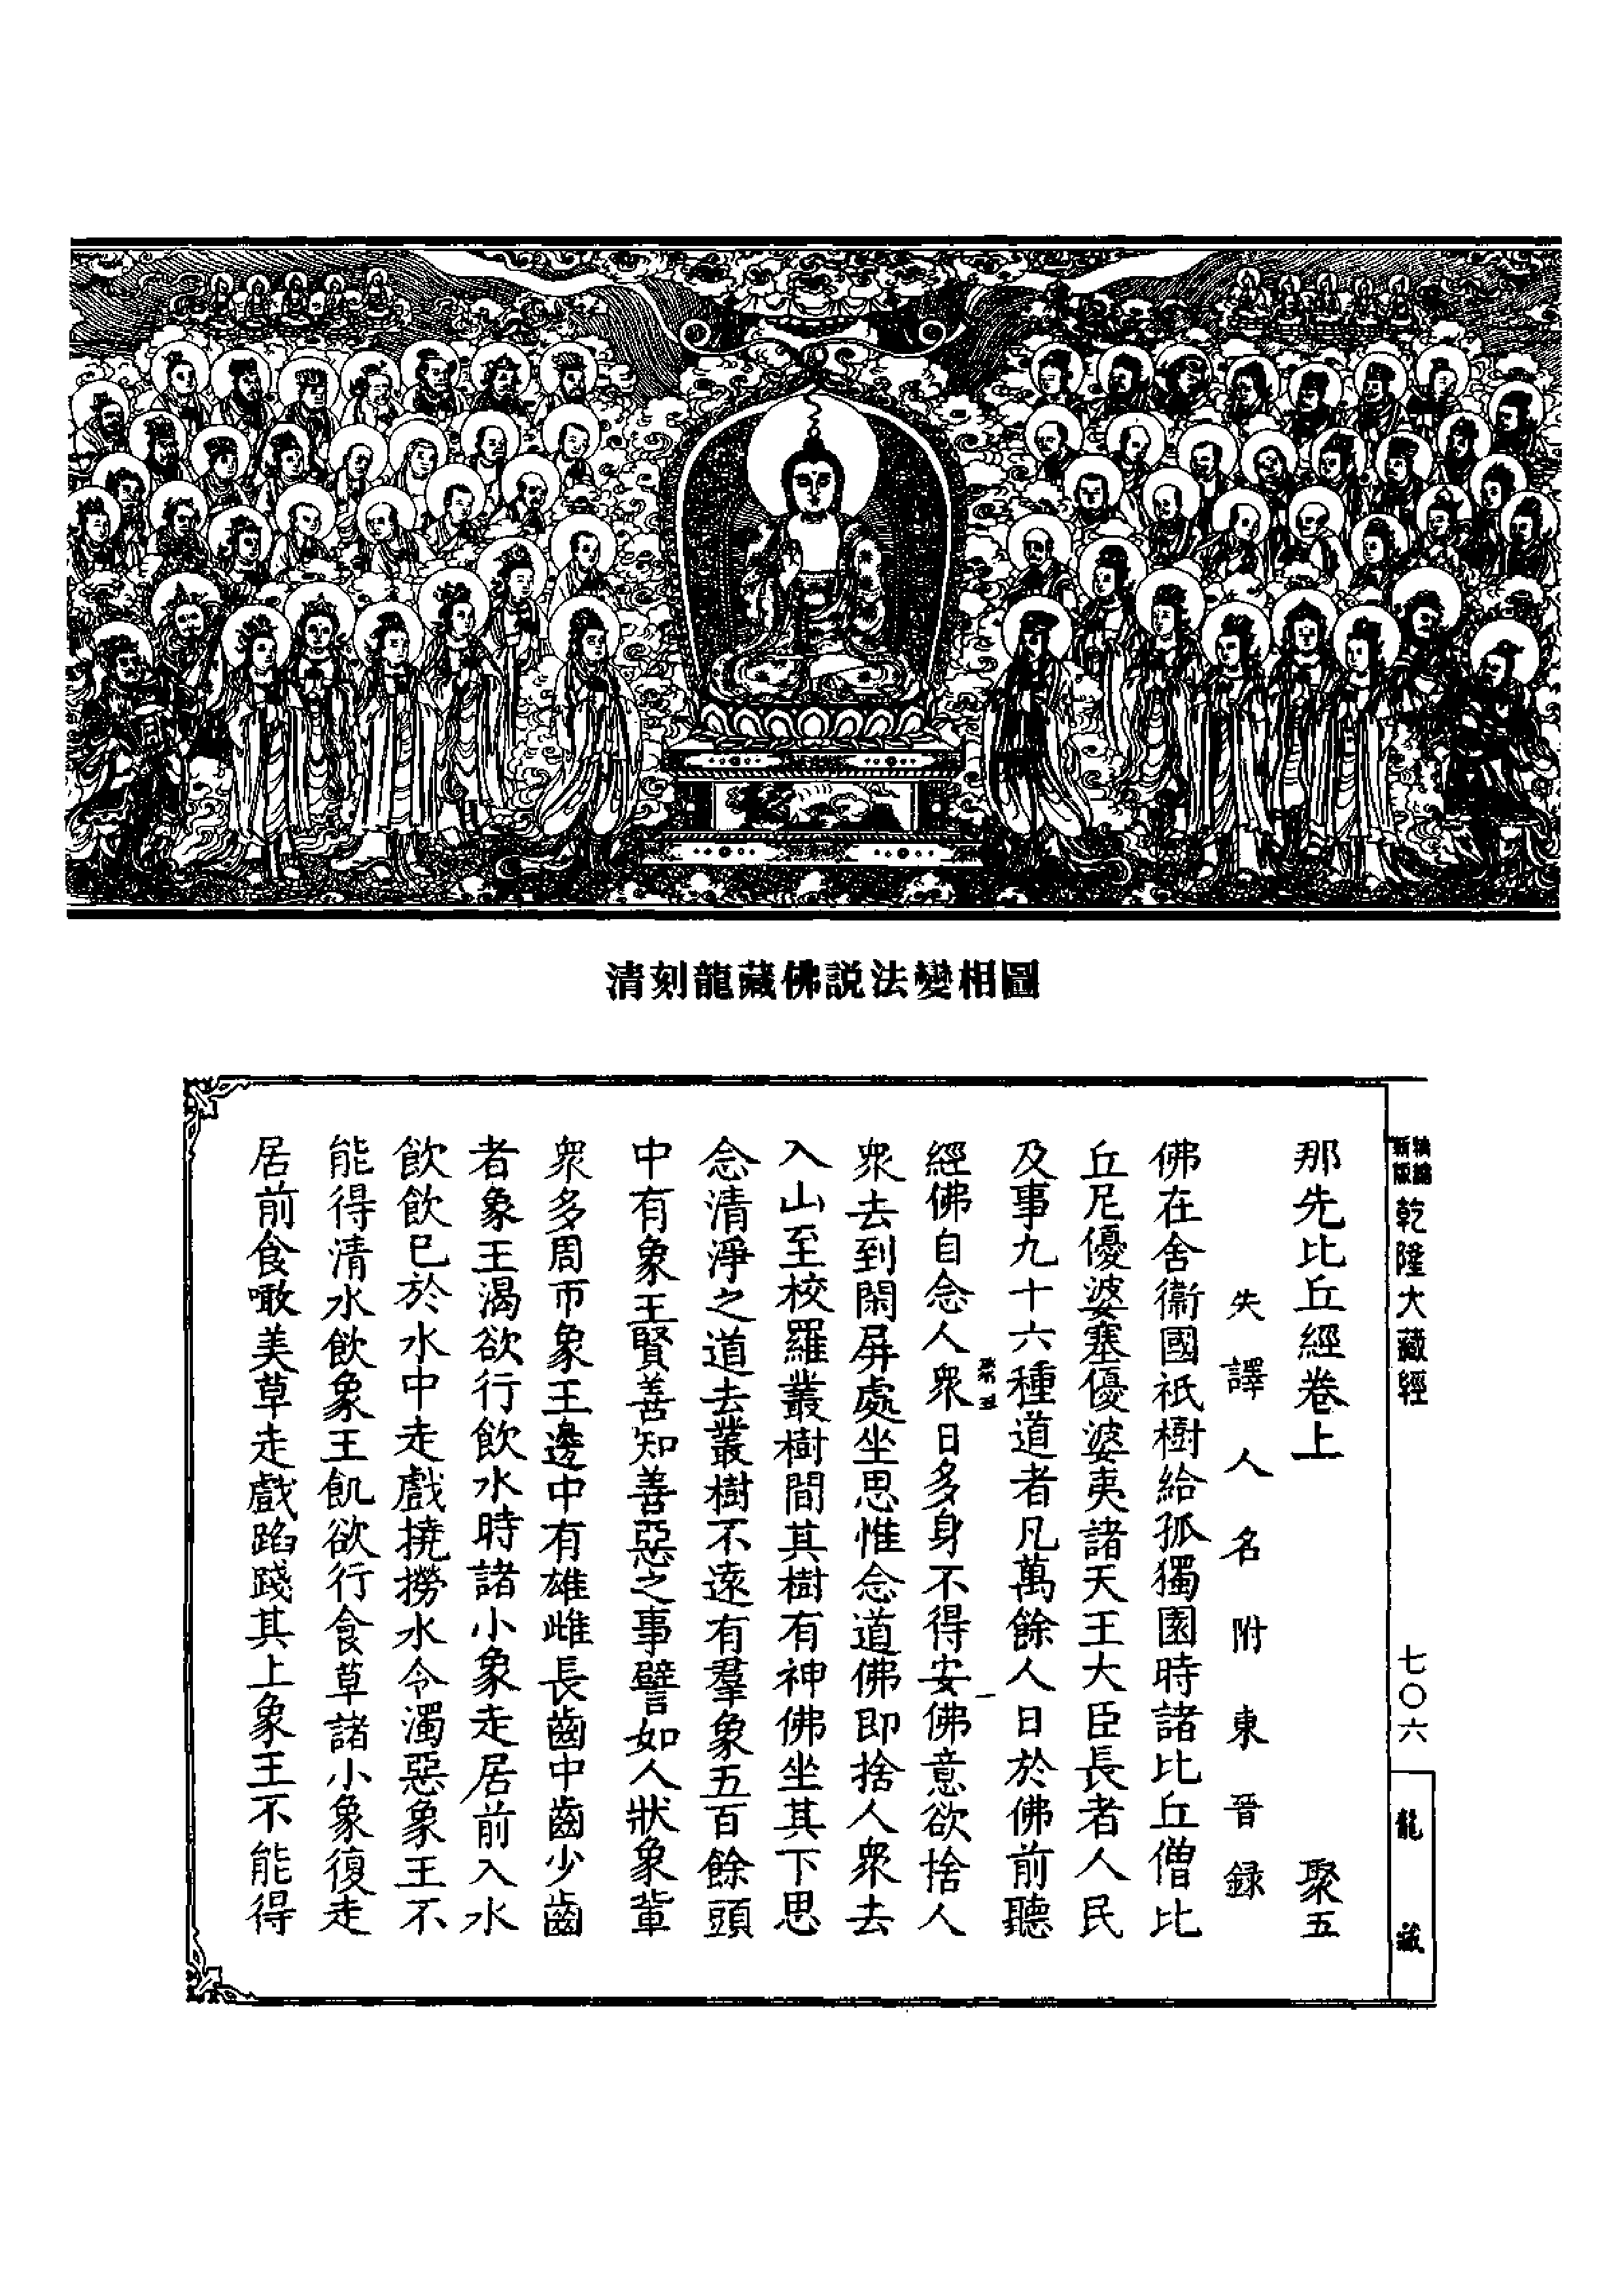 清刻龍藏佛説法變相圖
新版
精編
乾隆大藏經
七〇六
龍藏
那先比丘經卷上 聚五
失譯人名附東晉録
佛在舍衞國祇樹給孤獨園時諸比丘僧比
丘尼優婆塞優婆夷諸天王大臣長者人民
及事九十六種道者凡萬餘人日於佛前聽
聚五
一
經佛自念人衆日多身不得安佛意欲捨人
衆去到閑屏處坐思惟念道佛即捨人衆去
入山至校羅叢樹間其樹有神佛坐其下思
念清淨之道去叢樹不遠有羣象五百餘頭
中有象王賢善知善惡之事譬如人狀象輩
衆多周帀象王邊中有雄雌長齒中齒少齒
者象王渴欲行飲水時諸小象走居前入水
飲飲已於水中走戲撓撈水令濁惡象王不
能得清水飲象王飢欲行食草諸小象復走
居前食噉美草走戲蹈踐其上象王不能得